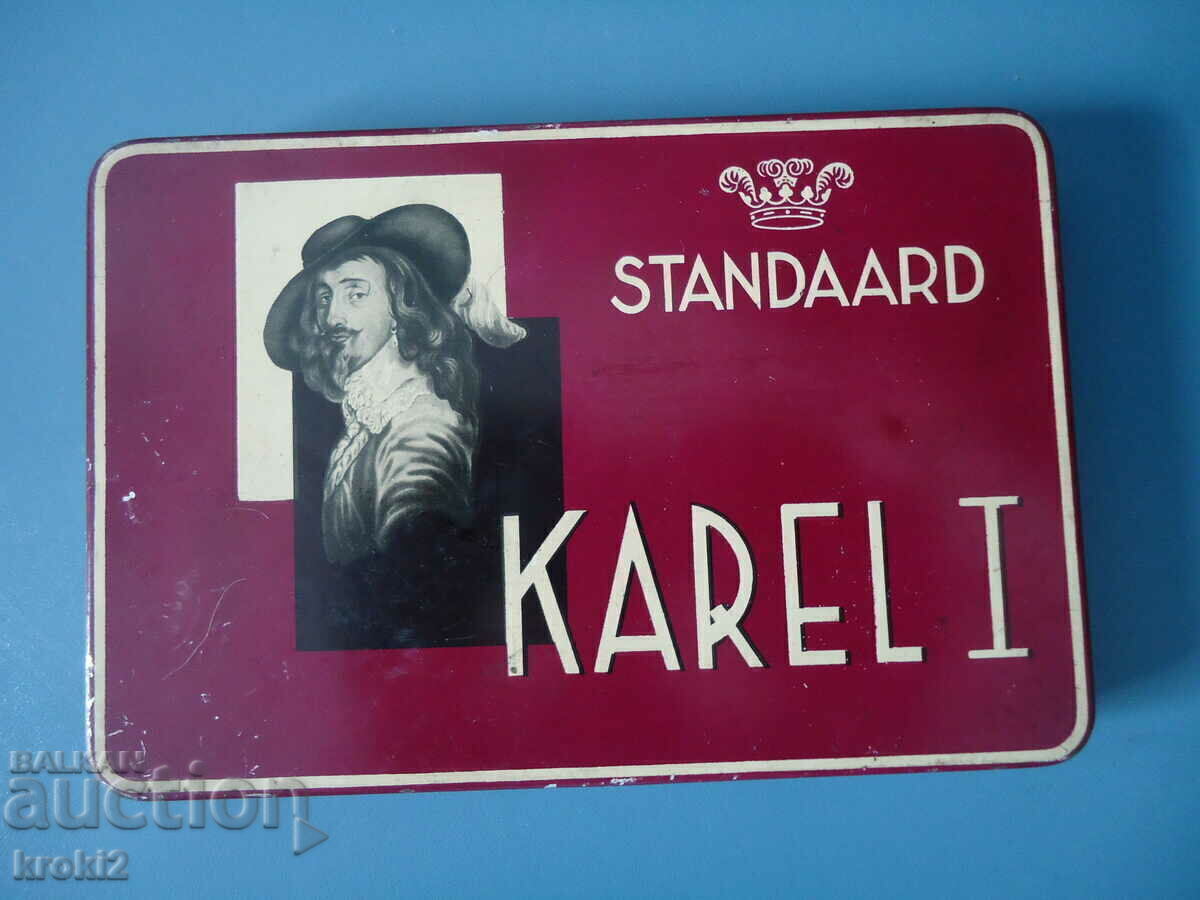 STANDAARD
KAREL I
BALKAN
auction
kroki2